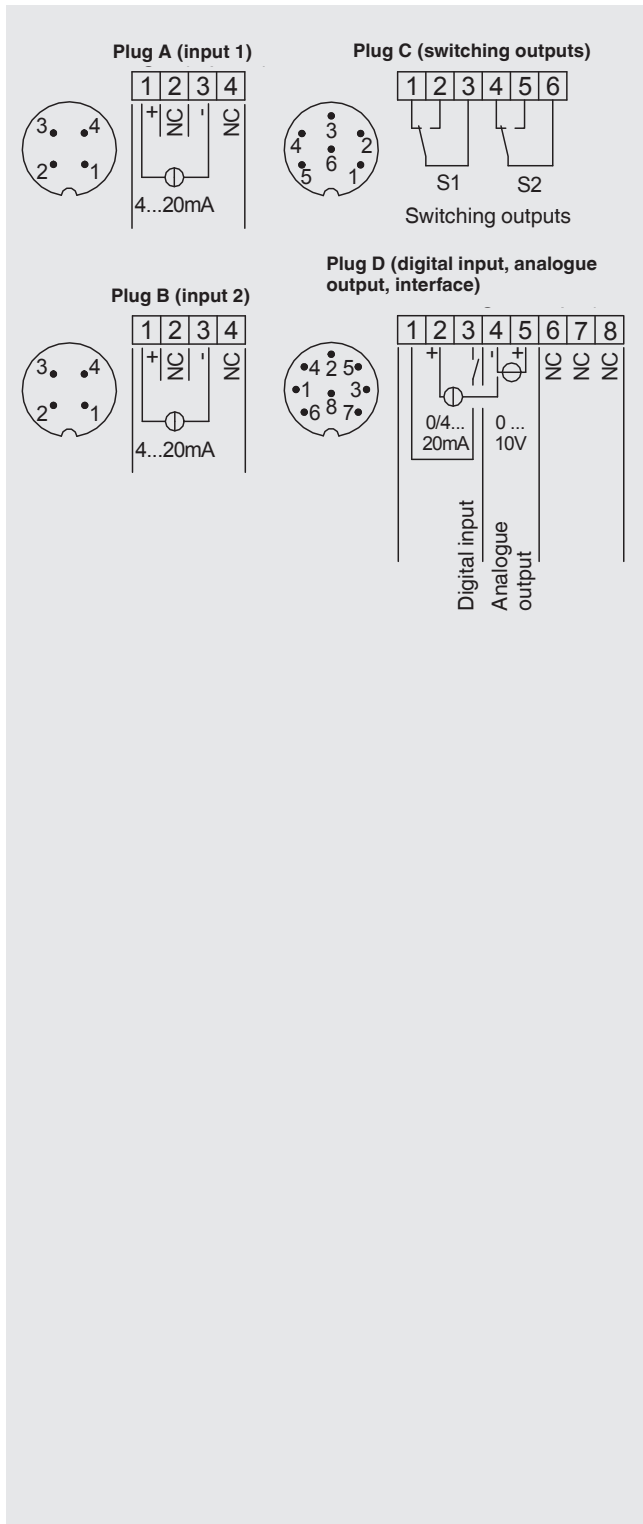 Plug A (input 1)
1 2 3 4
+ NC - NC
3 4
2 1
4...20mA
Plug C (switching outputs)
1 2 3 4 5 6
3
4 2
6
5 1
S1 S2
Switching outputs
Plug B (input 2)
1 2 3 4
+ NC - NC
3 4
2 1
4...20mA
Plug D (digital input, analogue
output, interface)
1 2 3 4 5 6 7 8
+ - - + NC NC NC
4 2 5
1 3
6 8 7
0/4... 0 ...
20mA 10V
Digital input
Analogue
output